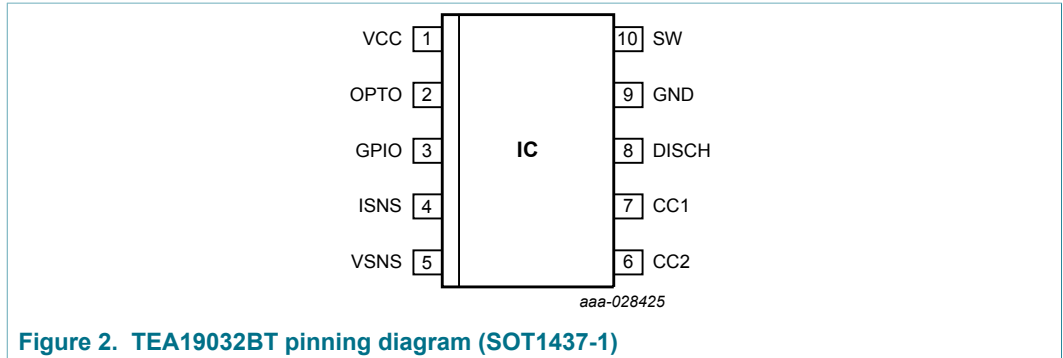 VCC 1
OPTO 2
GPIO 3
ISNS 4
VSNS 5
IC
10 SW
9 GND
8 DISCH
7 CC1
6 CC2
aaa-028425
Figure 2. TEA19032BT pinning diagram (SOT1437-1)